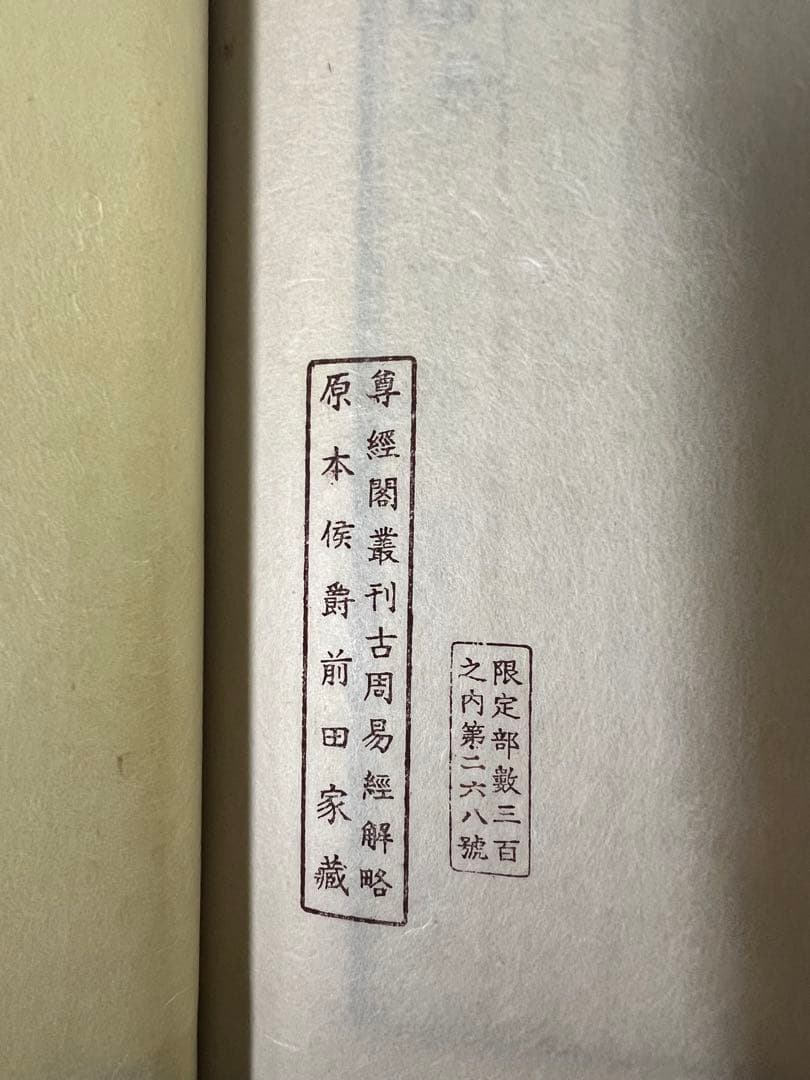 限定部數三百
之内第二六八號
尊經閣叢刊古周易經解略
原本侯爵前田家藏